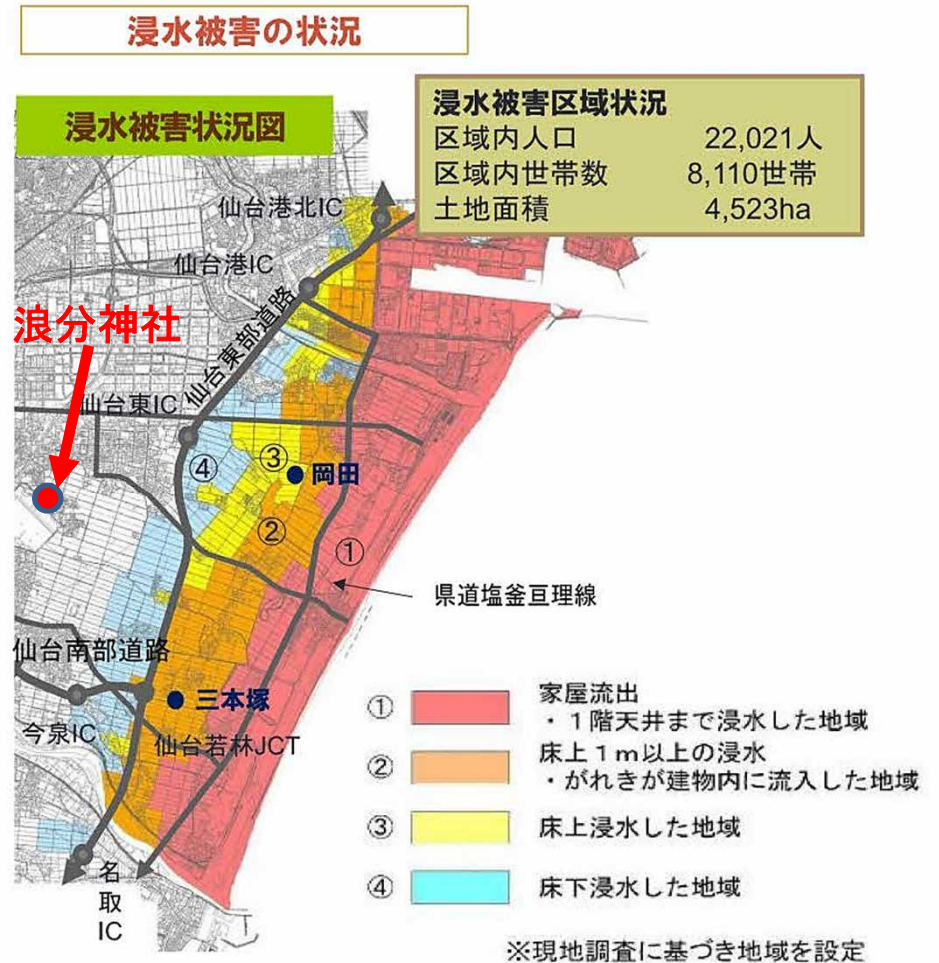 浸水被害の状況
浸水被害状況図
浸水被害区域状況
区域内人口 22,021人
区域内世帯数 8,110世帯
土地面積 4,523ha
仙台港北IC
仙台港IC
仙台東部道路
浪分神社
仙台東IC
④
③
岡田
②
①
県道塩釜亘理線
仙台南部道路
三本塚
今泉IC
仙台若林JCT
名取IC
① 家屋流出
・1階天井まで浸水した地域
② 床上1m以上の浸水
・がれきが建物内に流入した地域
③ 床上浸水した地域
④ 床下浸水した地域
※現地調査に基づき地域を設定